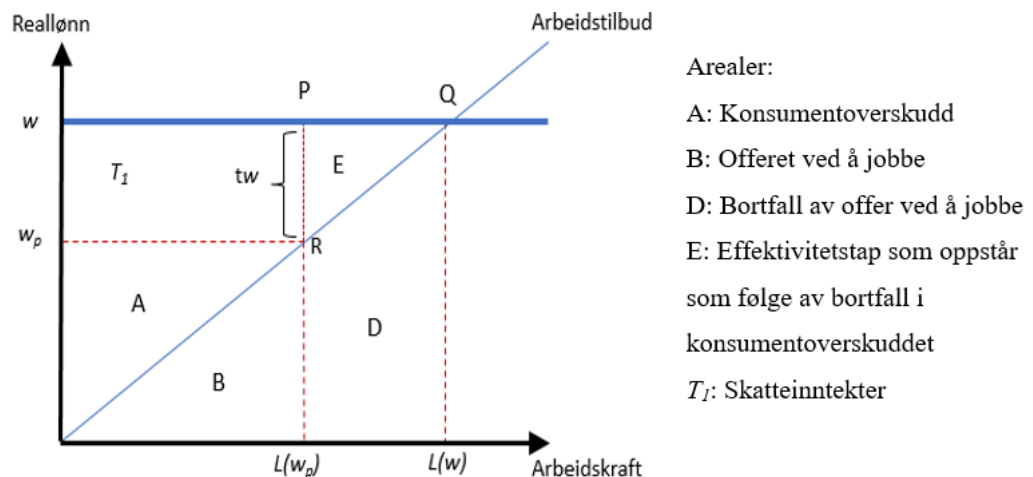 Reallønn
Arbeidstilbud
P
Q
w
T1
tw
E
wp
R
A
D
B
L(wp)
L(w)
Arbeidskraft
Arealer:
A: Konsumentoverskudd
B: Offeret ved å jobbe
D: Bortfall av offer ved å jobbe
E: Effektivitetstap som oppstår
som følge av bortfall i
konsumentoverskuddet
T1: Skatteinntekter